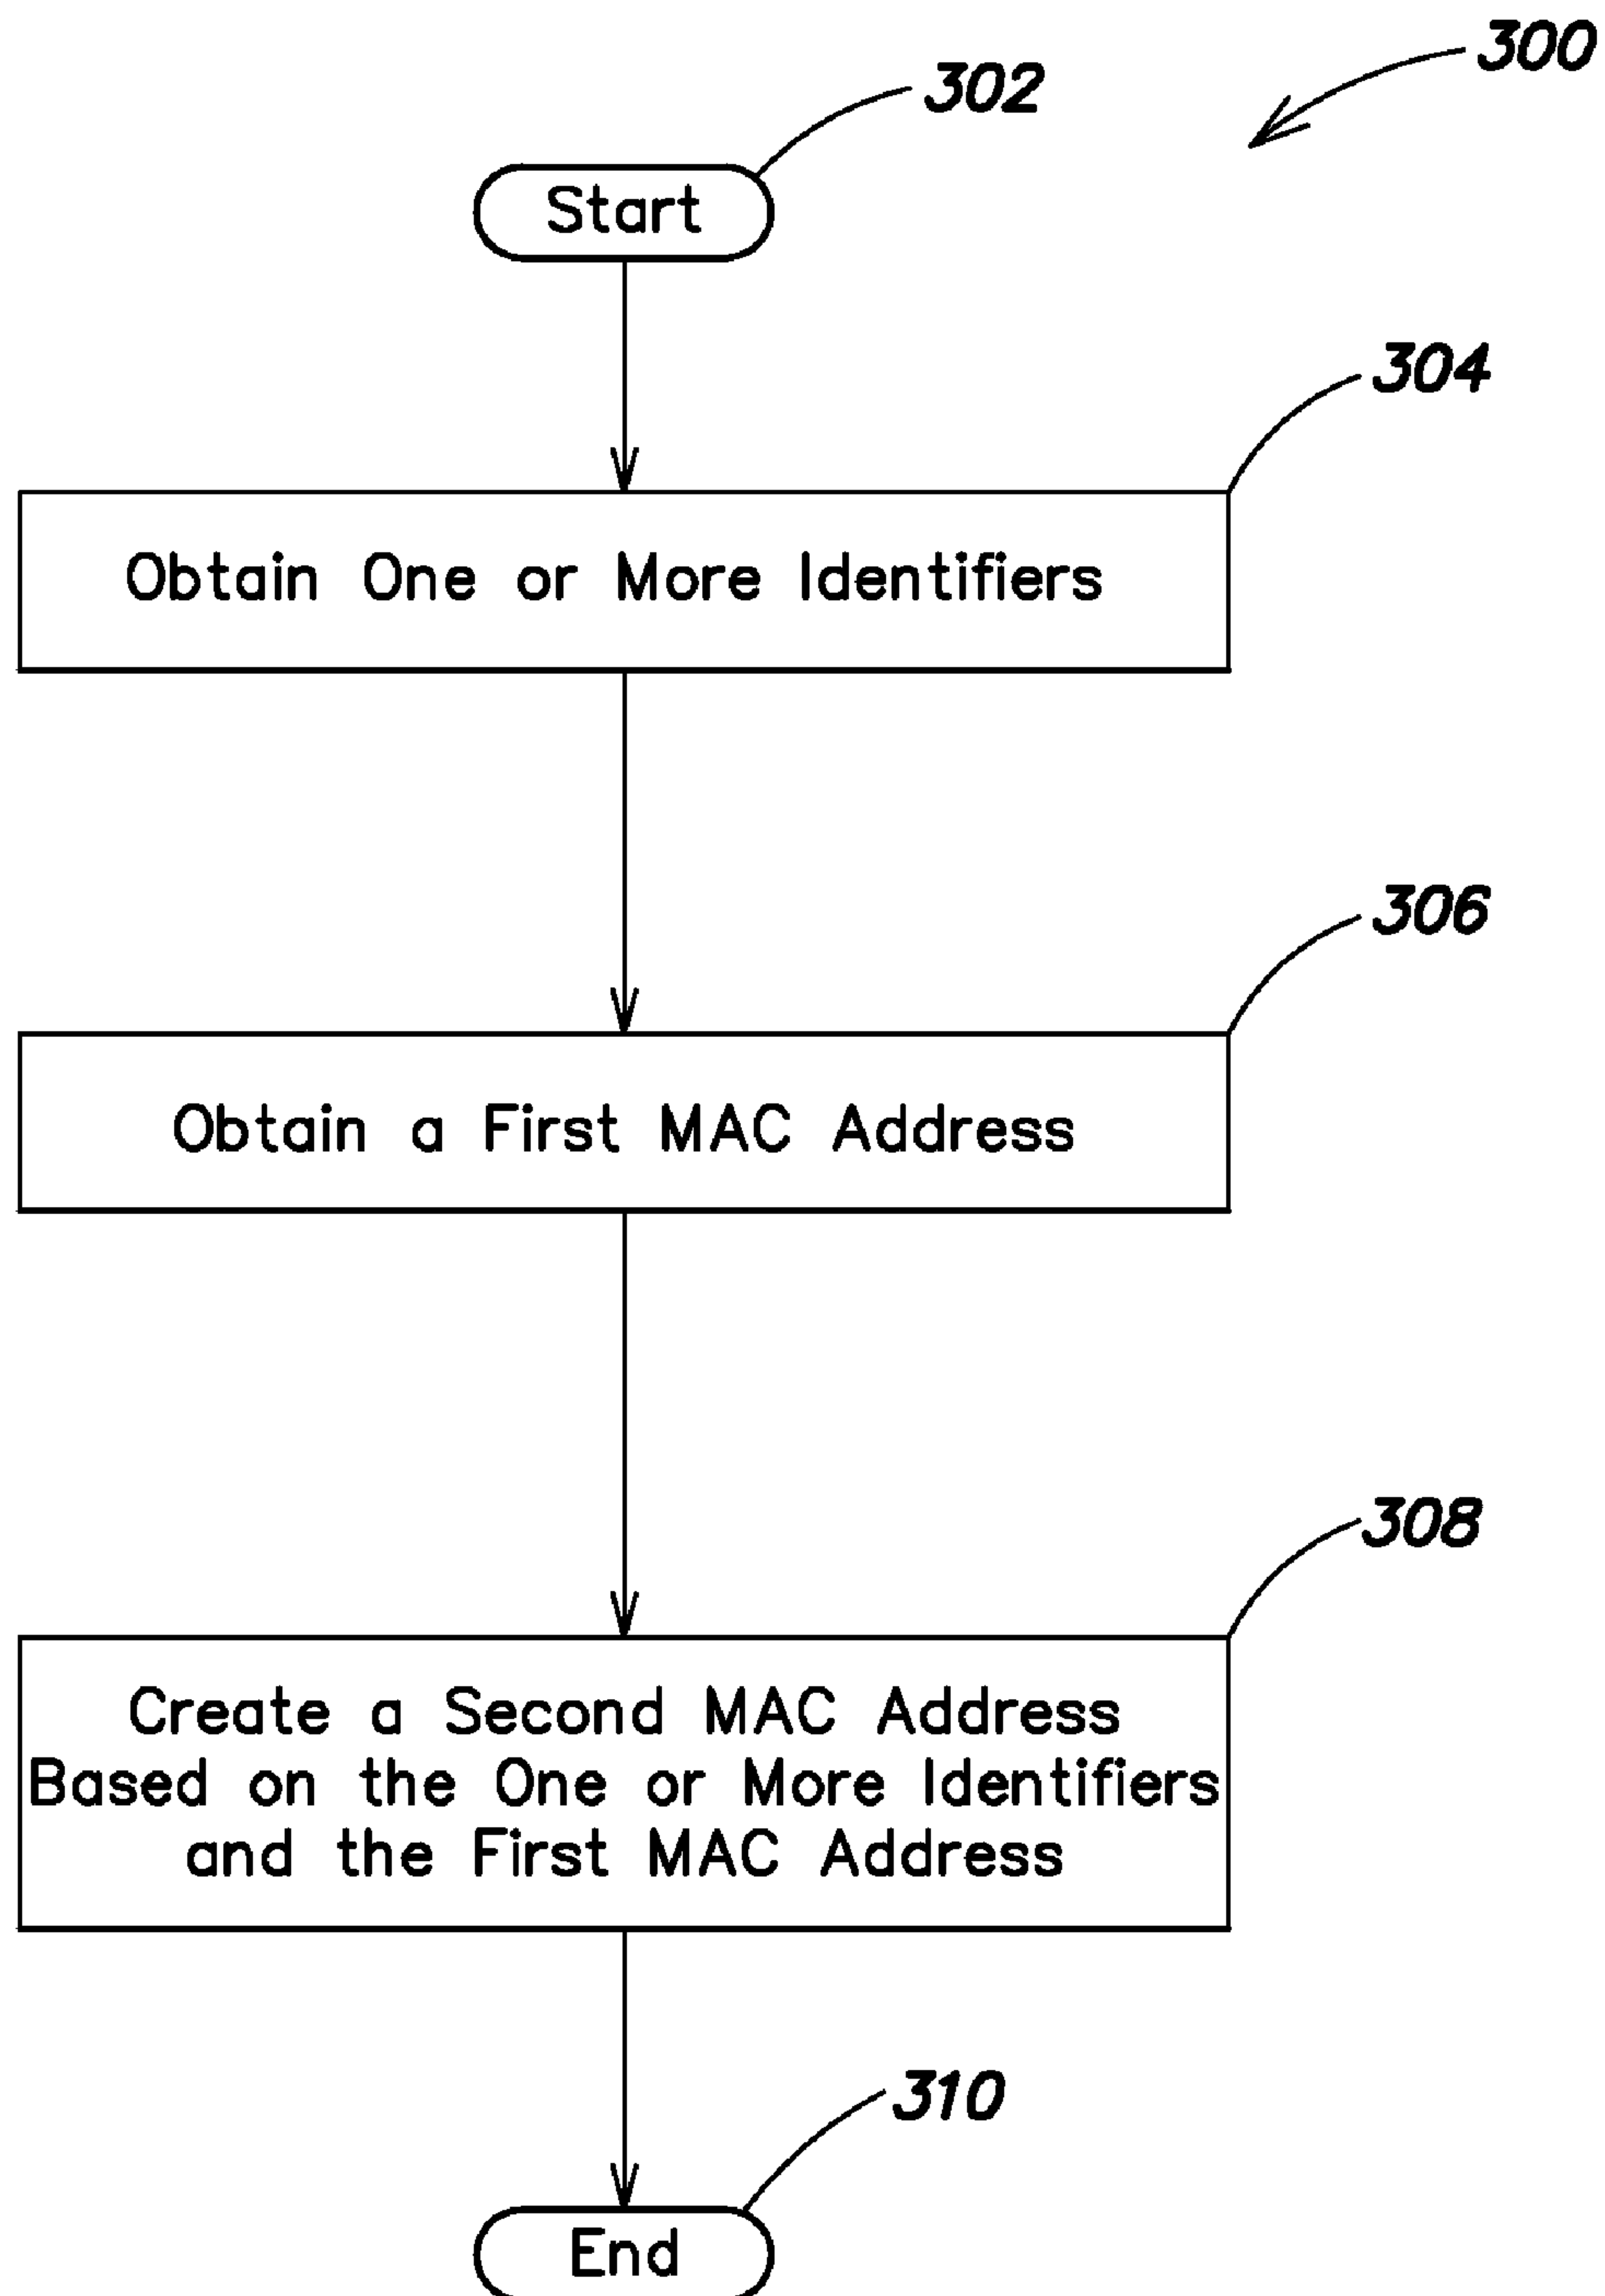 300
302
Start
304
Obtain One or More Identifiers
306
Obtain a First MAC Address
308
Create a Second MAC Address
Based on the One or More Identifiers
and the First MAC Address
310
End